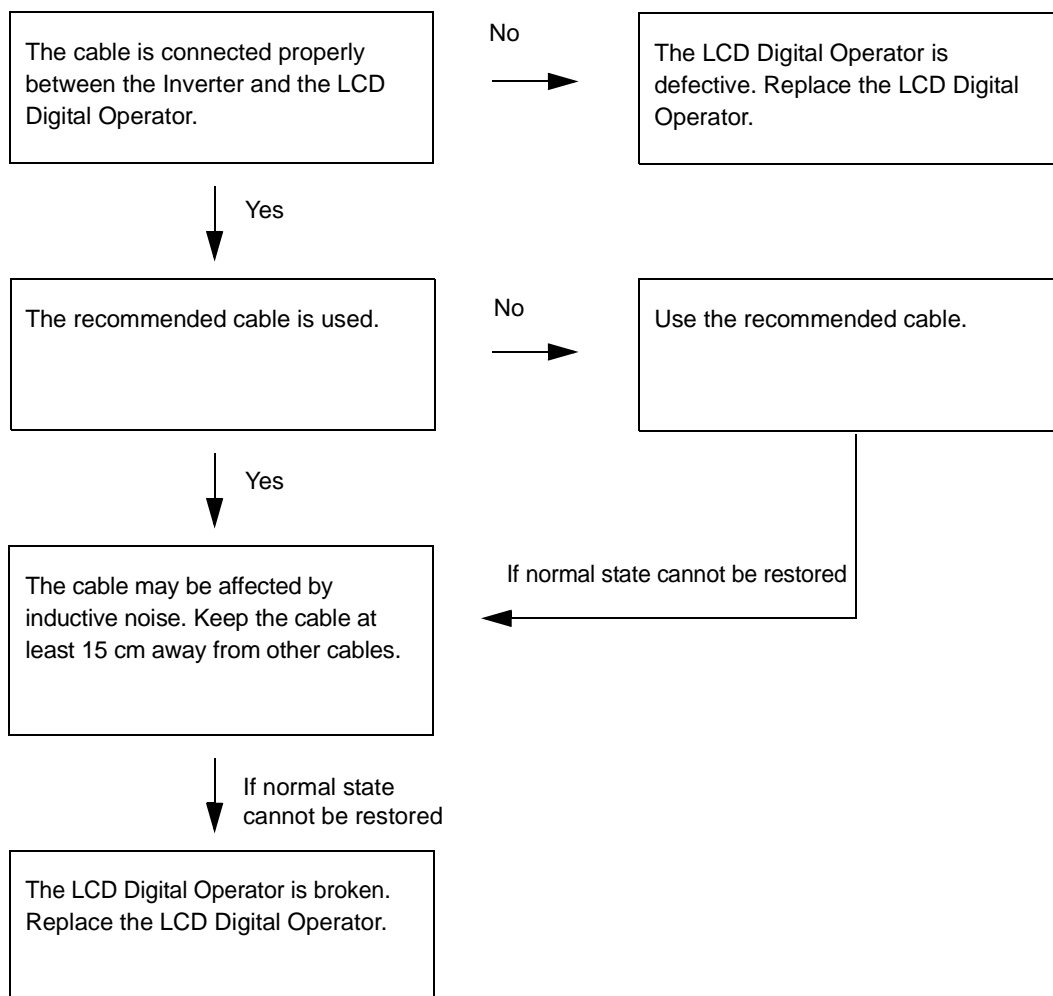 The cable is connected properly
between the Inverter and the LCD
Digital Operator.
No
The LCD Digital Operator is
defective. Replace the LCD Digital
Operator.
Yes
The recommended cable is used.
No
Use the recommended cable.
Yes
If normal state cannot be restored
The cable may be affected by
inductive noise. Keep the cable at
least 15 cm away from other cables.
If normal state
cannot be restored
The LCD Digital Operator is broken.
Replace the LCD Digital Operator.